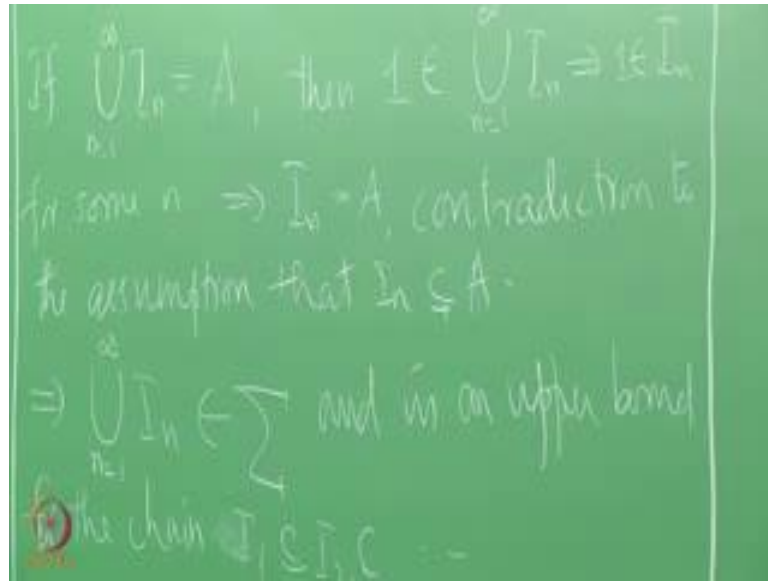 If ⋃_{n=1}^∞ I_n = A, then 1 ∈ ⋃_{n=1}^∞ I_n ⇒ 1 ∈ I_n
for some n ⇒ I_n = A, contradiction to
the assumption that I_n ⊊ A.
⇒ ⋃_{n=1}^∞ I_n ∈ Σ and is an upper bond
the chain I_1 ⊆ I_2 ⊆ ...